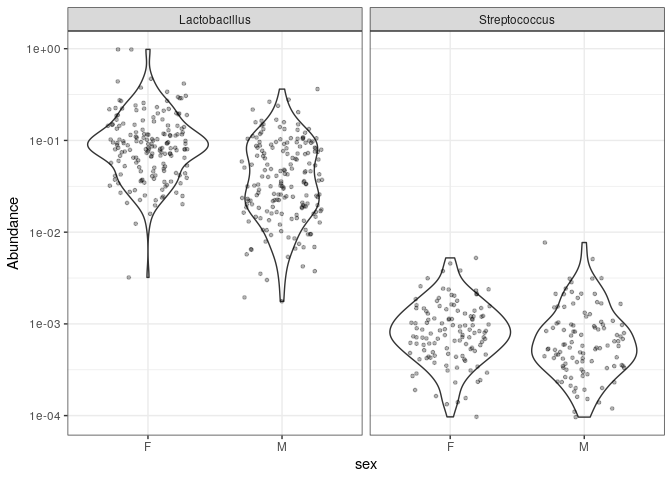 Lactobacillus
Streptococcus
Abundance
1e+00
1e-01
1e-02
1e-03
1e-04
F
M
F
M
sex